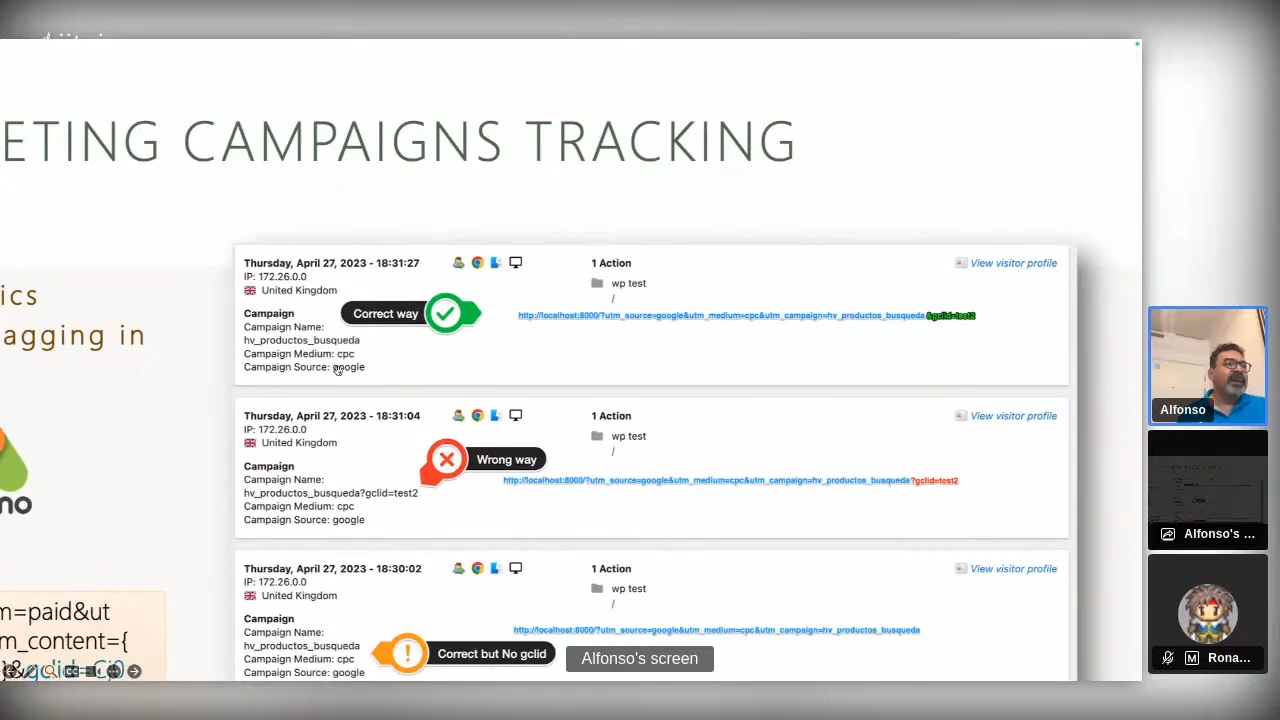 ETING CAMPAIGNS TRACKING
ics
agging in
no
m=paid&ut
m_content={
Thursday, April 27, 2023 - 18:31:27
IP: 172.26.0.0
United Kingdom
Campaign
Campaign Name:
hv_productos_busqueda
Campaign Medium: cpc
Campaign Source: google
Correct way
1 Action
wp test
/
http://localhost:8000/?utm_source=google&utm_medium=cpc&utm_campaign=hv_productos_busqueda &gclid=test2
View visitor profile
Thursday, April 27, 2023 - 18:31:04
IP: 172.26.0.0
United Kingdom
Campaign
Campaign Name:
hv_productos_busqueda?gclid=test2
Campaign Medium: cpc
Campaign Source: google
Wrong way
1 Action
wp test
/
http://localhost:8000/?utm_source=google&utm_medium=cpc&utm_campaign=hv_productos_busqueda?gclid=test2
View visitor profile
Thursday, April 27, 2023 - 18:30:02
IP: 172.26.0.0
United Kingdom
Campaign
Campaign Name:
hv_productos_busqueda
Campaign Medium: cpc
Campaign Source: google
Correct but No gclid
1 Action
wp test
/
http://localhost:8000/?utm_source=google&utm_medium=cpc&utm_campaign=hv_productos_busqueda
View visitor profile
Alfonso's screen
Alfonso
Alfonso's ...
M Rona...